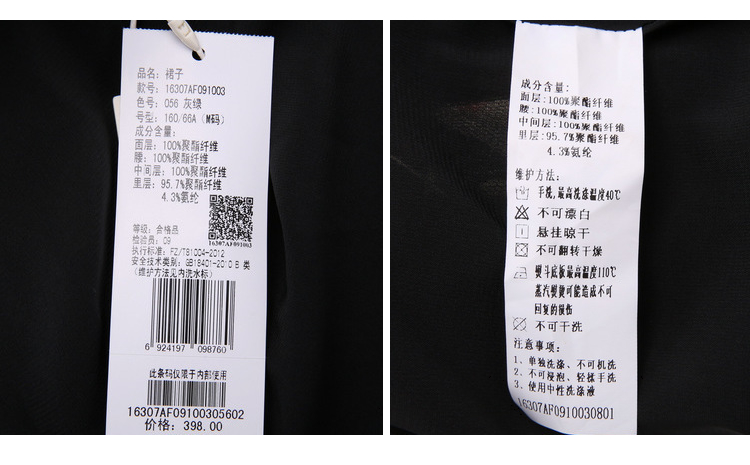 品名: 裙子
款号: 16307AF091003
色号: 056 灰绿
号型: 160/66A (M码)
成分含量:
面层: 100%聚酯纤维
腰: 100%聚酯纤维
中间层: 100%聚酯纤维
里层: 95.7%聚酯纤维
4.3%氨纶
16307AF091003
等级: 合格品
检验员: 09
执行标准: FZ/T81004-2012
安全技术类别: GB18401-2010 B 类
(维护方法见内洗水标)
6 924197 098760
此条码仅限于内部使用
16307AF09100305602
价格: 398.00
成分含量:
面层:100%聚酯纤维
腰:100%聚酯纤维
中间层:100%聚酯纤维
里层:95.7%聚酯纤维
4.3%氨纶
维护方法:
手洗,最高洗涤温度40℃
不可漂白
悬挂晾干
不可翻转干燥
熨斗底板最高温度110℃
蒸汽熨烫可能造成不可
回复的损伤
不可干洗
注意事项:
1、单独洗涤、不可机洗
2、不可浸泡、轻揉手洗
3、使用中性洗涤液
16307AF0910030801